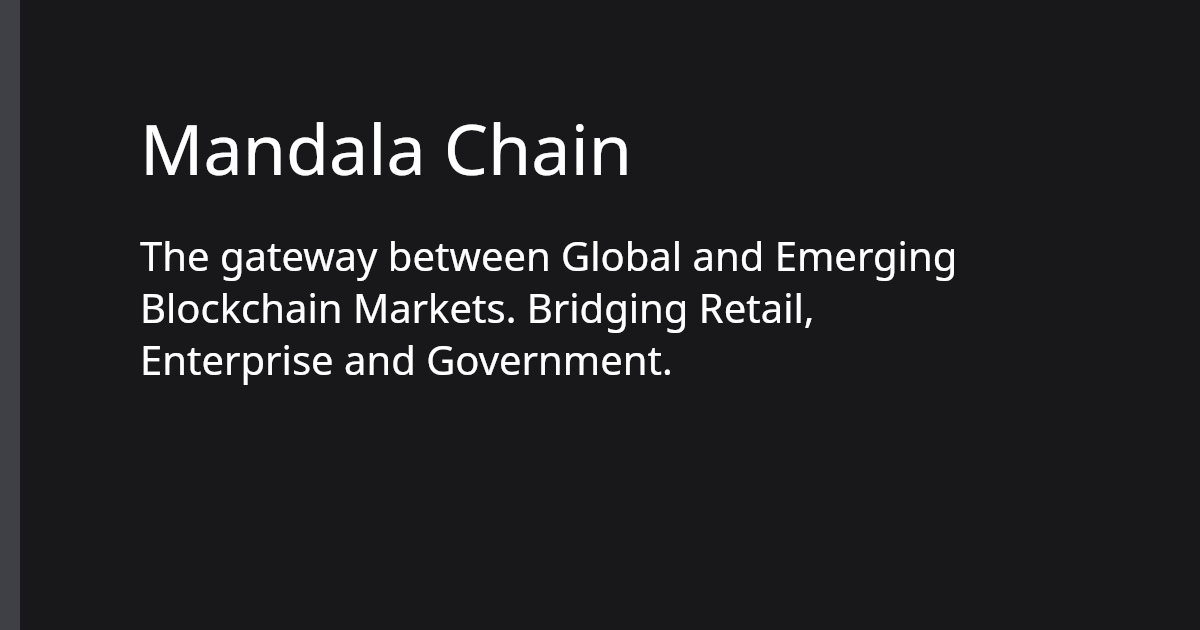 Mandala Chain
The gateway between Global and Emerging
Blockchain Markets. Bridging Retail,
Enterprise and Government.